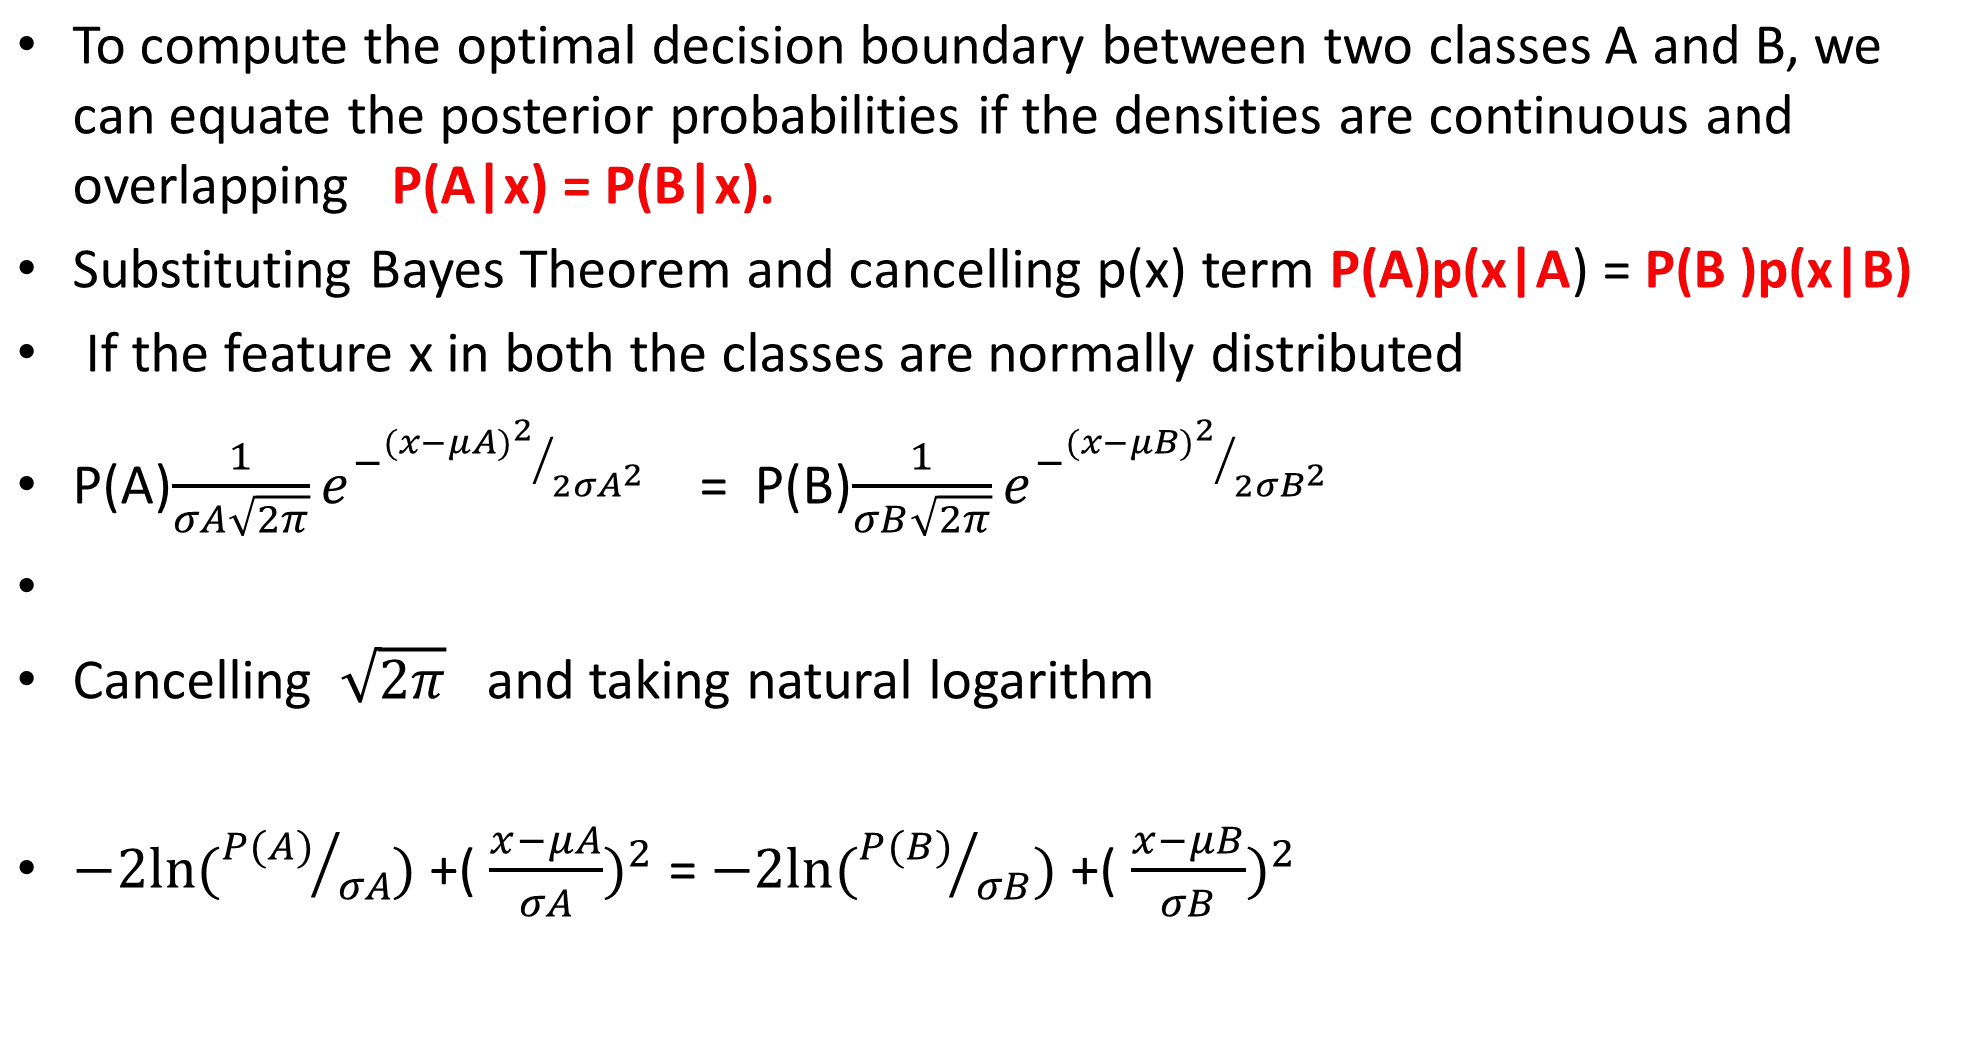 • To compute the optimal decision boundary between two classes A and B, we
can equate the posterior probabilities if the densities are continuous and
overlapping P(A|x) = P(B|x).
• Substituting Bayes Theorem and cancelling p(x) term P(A)p(x|A) = P(B )p(x|B)
• If the feature x in both the classes are normally distributed
• P(A) 1/(σA√2π) e^(−(x−μA)²/2σA²) = P(B) 1/(σB√2π) e^(−(x−μB)²/2σB²)
•
• Cancelling √2π and taking natural logarithm
• −2ln(P(A)/σA) +((x−μA)/σA)² = −2ln(P(B)/σB) +((x−μB)/σB)²